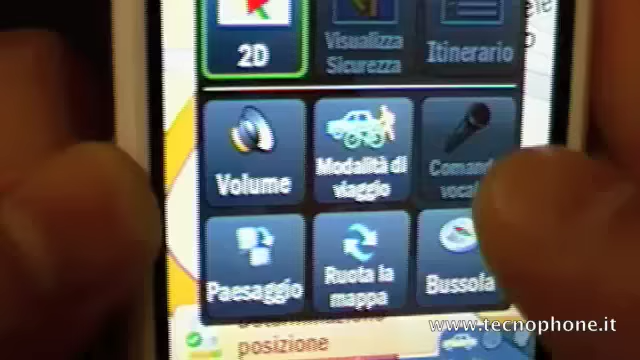 2D
Visualizza
Sicurezza
Itinerario
Volume
Modalità di
viaggio
Paesaggio
Ruota la
mappa
Bussola
posizione
www.tecnophone.it